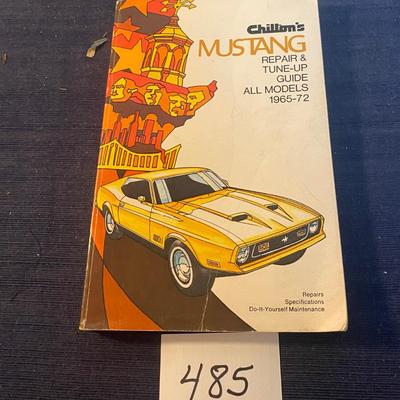 Chilton's
MUSTANG
REPAIR &
TUNE-UP
GUIDE
ALL MODELS
1965-72
Repairs
Specifications
Do-It-Yourself Maintenance
485